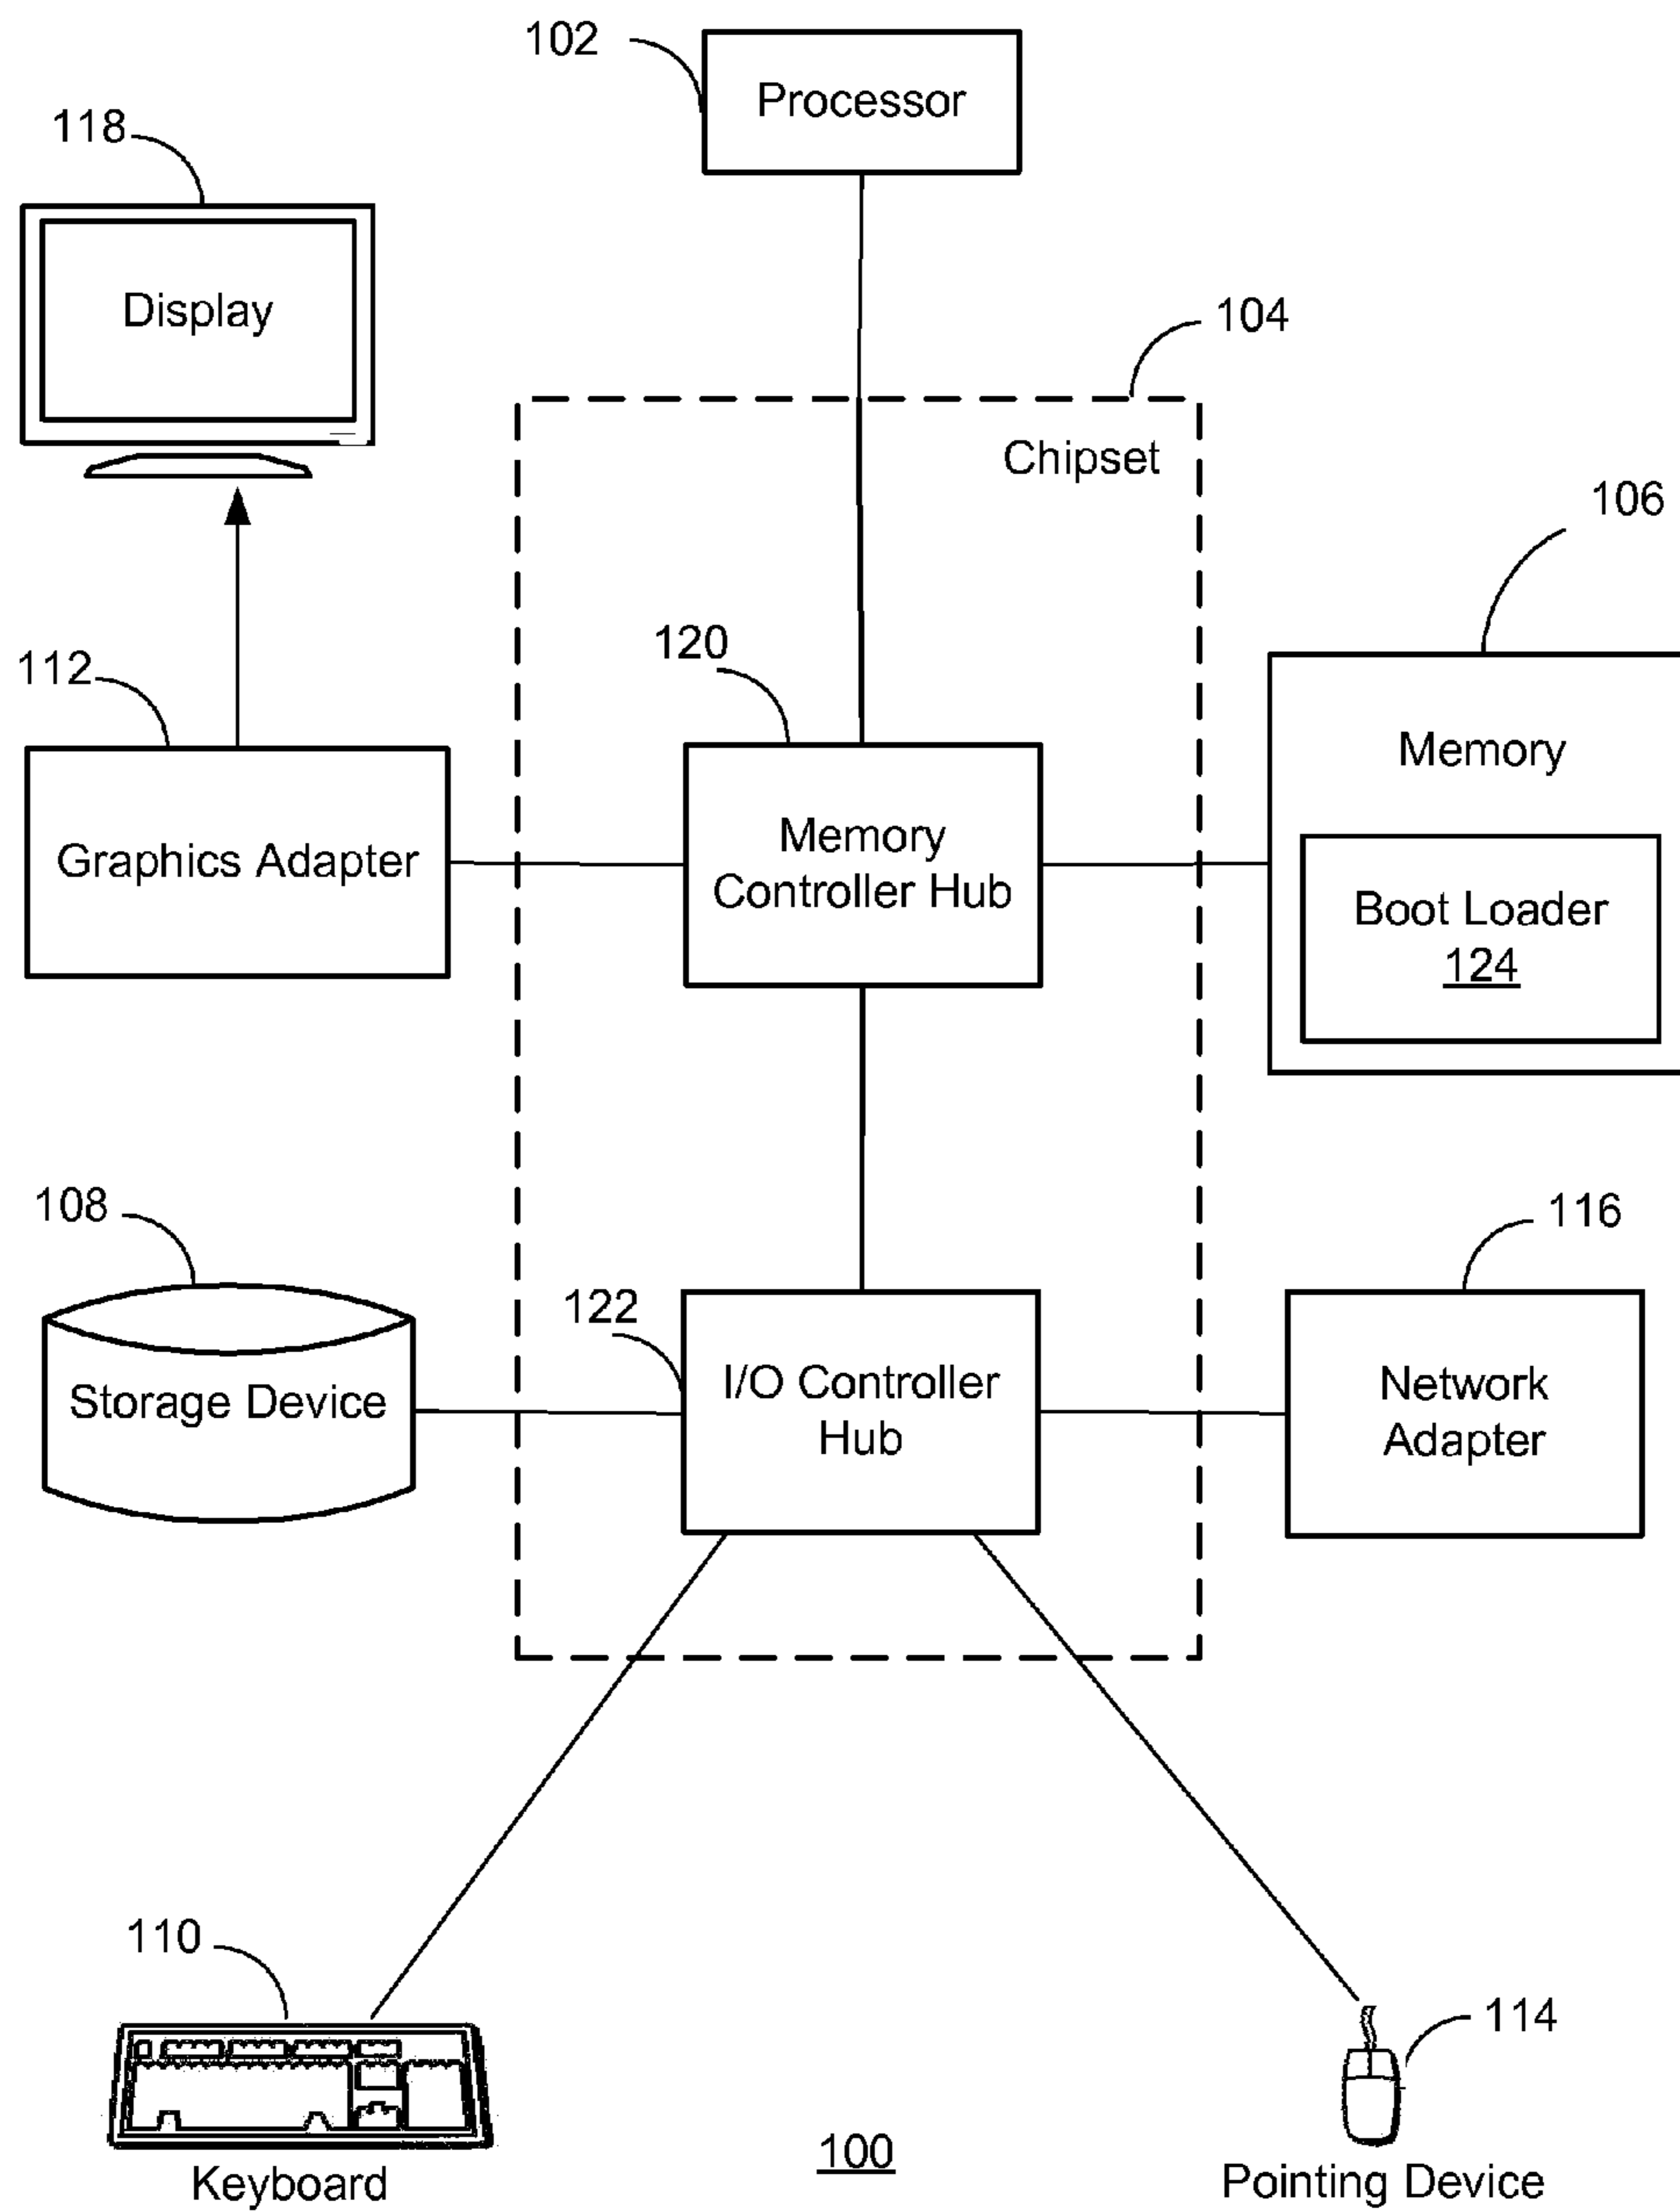 102
Processor
118
Display
104
Chipset
106
120
112
Memory
Memory
Controller Hub
Graphics Adapter
Boot Loader
124
108
116
122
I/O Controller
Hub
Storage Device
Network
Adapter
110
114
100
Keyboard
Pointing Device